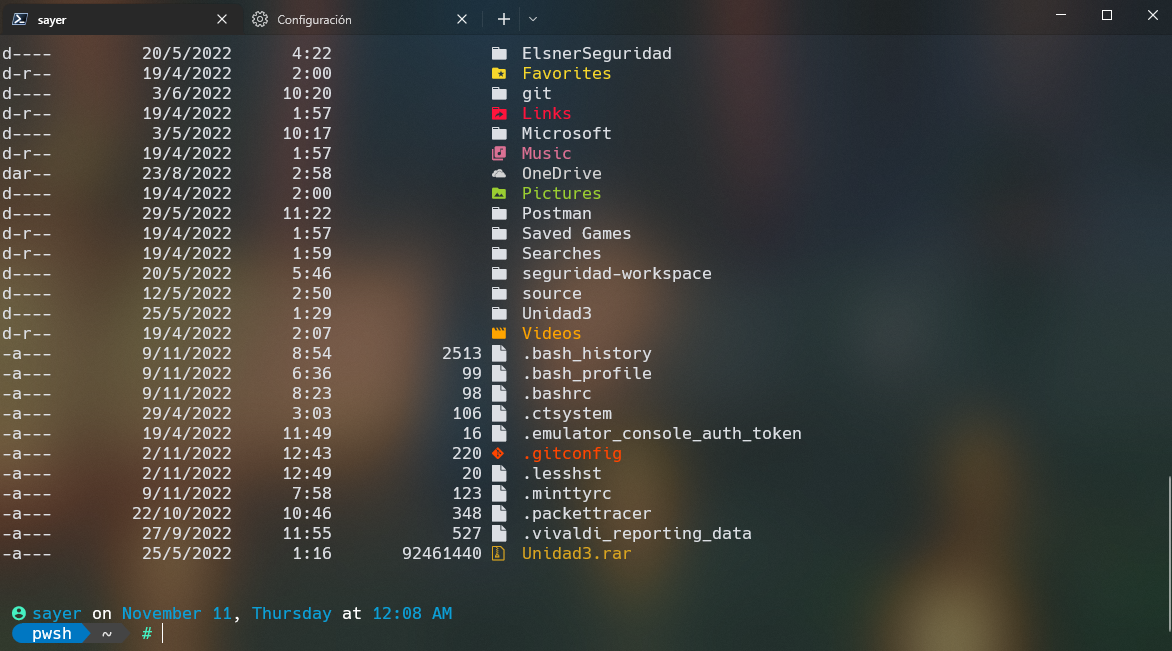 sayer Configuración
d---- 20/5/2022 4:22 ElsnerSeguridad
d-r-- 19/4/2022 2:00 Favorites
d---- 3/6/2022 10:20 git
d-r-- 19/4/2022 1:57 Links
d---- 3/5/2022 10:17 Microsoft
d-r-- 19/4/2022 1:57 Music
dar-- 23/8/2022 2:58 OneDrive
d---- 19/4/2022 2:00 Pictures
d---- 29/5/2022 11:22 Postman
d-r-- 19/4/2022 1:57 Saved Games
d-r-- 19/4/2022 1:59 Searches
d---- 20/5/2022 5:46 seguridad-workspace
d---- 12/5/2022 2:50 source
d---- 25/5/2022 1:29 Unidad3
d-r-- 19/4/2022 2:07 Videos
-a--- 9/11/2022 8:54 2513 .bash_history
-a--- 9/11/2022 6:36 99 .bash_profile
-a--- 9/11/2022 8:23 98 .bashrc
-a--- 29/4/2022 3:03 106 .ctsystem
-a--- 19/4/2022 11:49 16 .emulator_console_auth_token
-a--- 2/11/2022 12:43 220 .gitconfig
-a--- 2/11/2022 12:49 20 .lesshst
-a--- 9/11/2022 7:58 123 .minttyrc
-a--- 22/10/2022 10:46 348 .packettracer
-a--- 27/9/2022 11:55 527 .vivaldi_reporting_data
-a--- 25/5/2022 1:16 92461440 Unidad3.rar
sayer on November 11, Thursday at 12:08 AM
pwsh ~ #